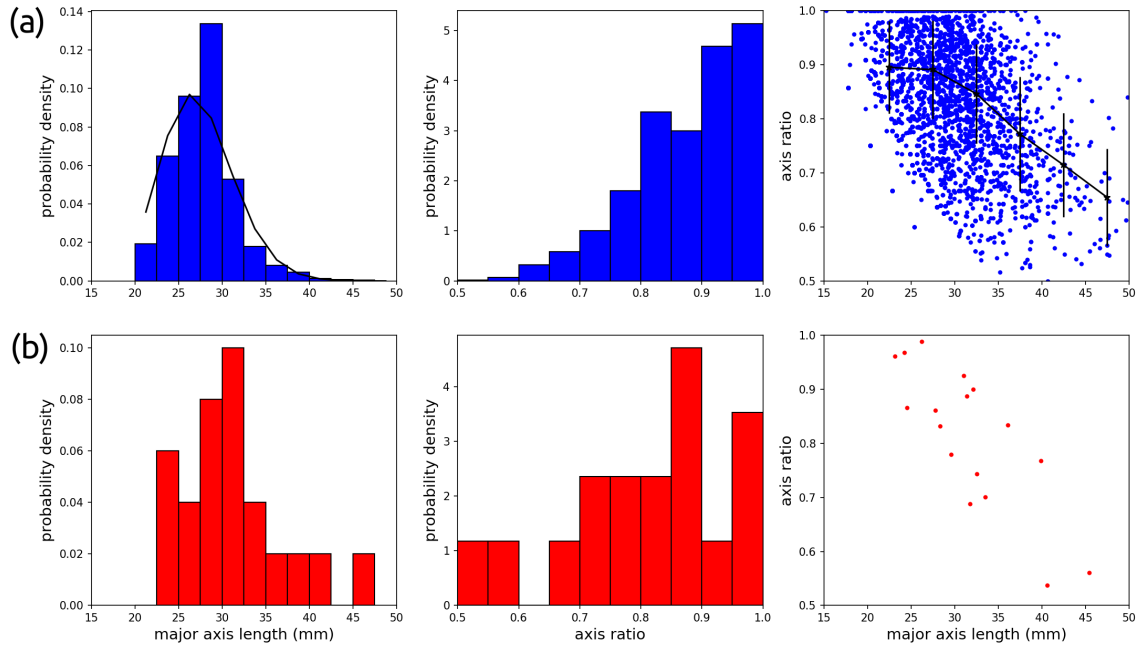 (a)
probability density
0.14
0.12
0.10
0.08
0.06
0.04
0.02
0.00
15 20 25 30 35 40 45 50
probability density
5
4
3
2
1
0
0.5 0.6 0.7 0.8 0.9 1.0
axis ratio
1.0
0.9
0.8
0.7
0.6
0.5
15 20 25 30 35 40 45 50
major axis length (mm)
(b)
probability density
0.10
0.08
0.06
0.04
0.02
0.00
15 20 25 30 35 40 45 50
major axis length (mm)
probability density
4
3
2
1
0
0.5 0.6 0.7 0.8 0.9 1.0
axis ratio
axis ratio
1.0
0.9
0.8
0.7
0.6
0.5
15 20 25 30 35 40 45 50
major axis length (mm)